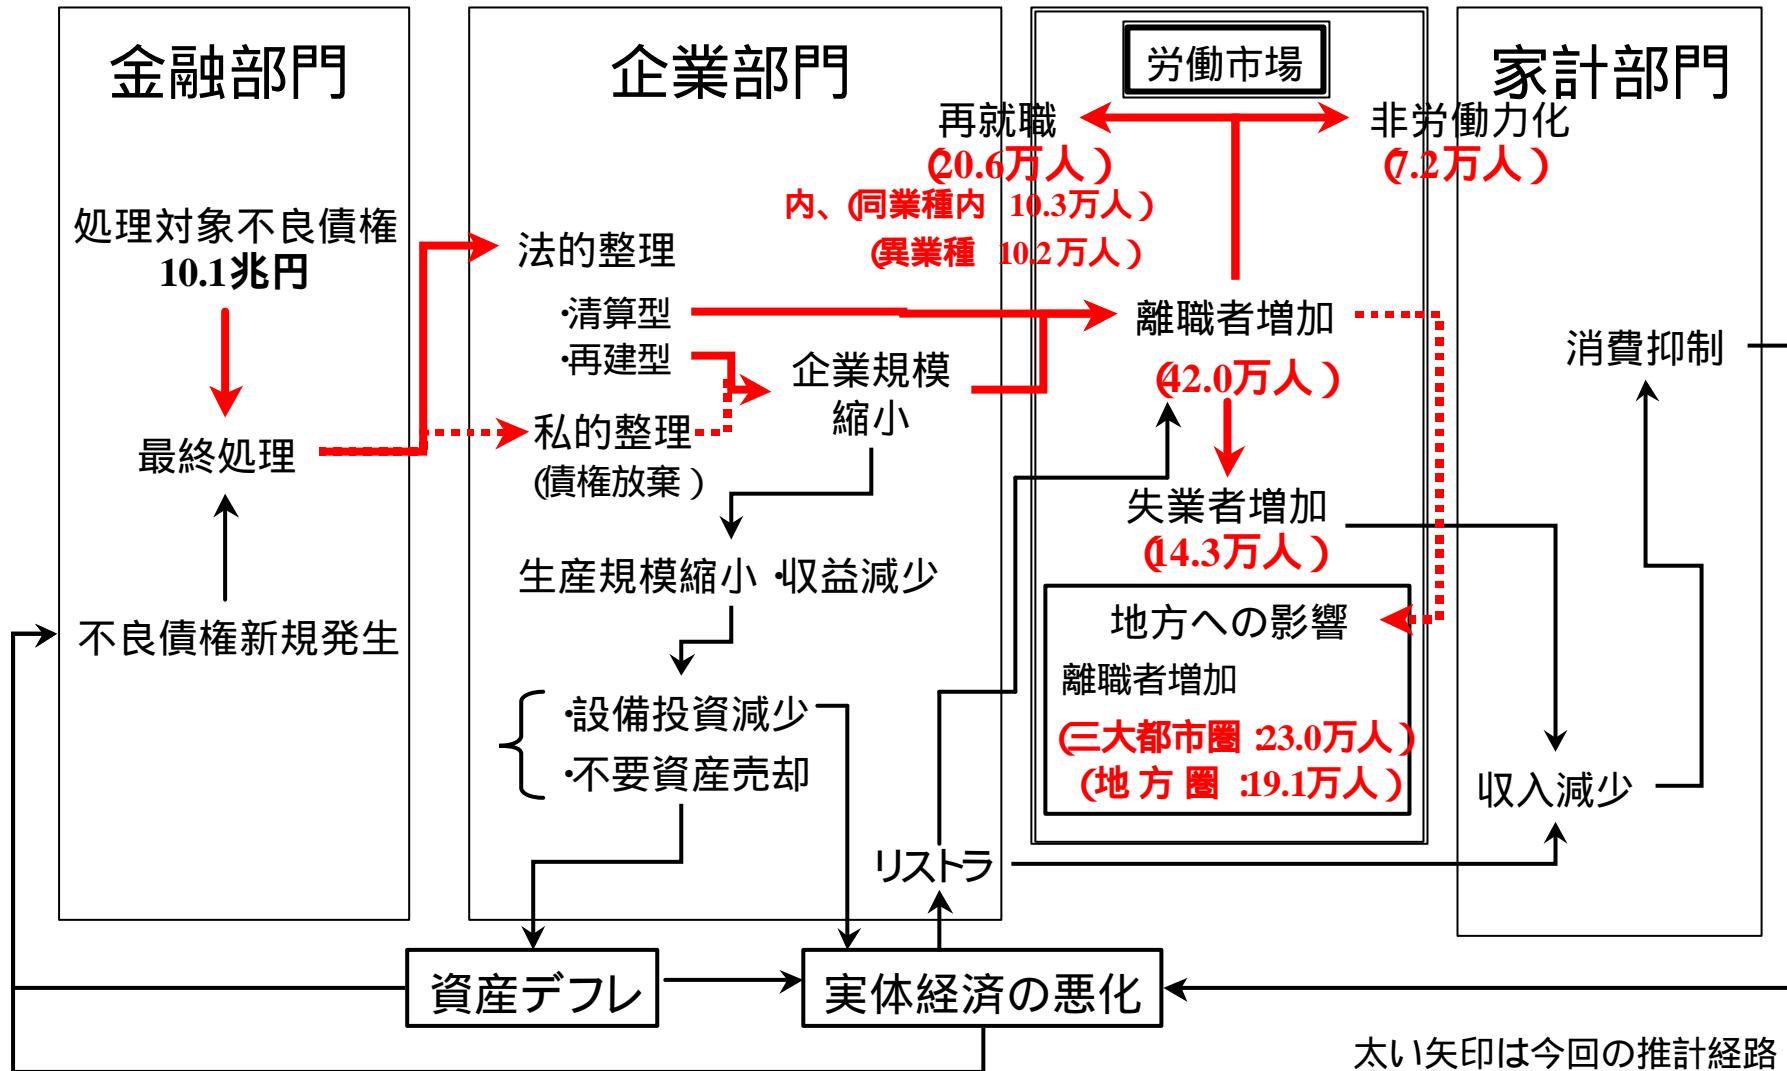 金融部門
処理対象不良債権
10.1兆円
最終処理
不良債権新規発生
企業部門
法的整理
・清算型
・再建型
企業規模
縮小
私的整理
(債権放棄)
生産規模縮小・収益減少
・設備投資減少
・不要資産売却
リストラ
労働市場
再就職
(20.6万人)
内、(同業種内 10.3万人)
(異業種 10.2万人)
非労働力化
(7.2万人)
離職者増加
(42.0万人)
失業者増加
(14.3万人)
地方への影響
離職者増加
(三大都市圏:23.0万人)
(地方圏:19.1万人)
家計部門
消費抑制
収入減少
資産デフレ
実体経済の悪化
太い矢印は今回の推計経路